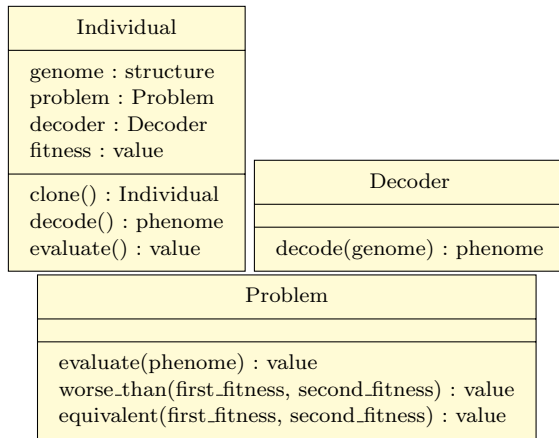 Individual
genome : structure
problem : Problem
decoder : Decoder
fitness : value
clone() : Individual
decode() : phenome
evaluate() : value
Decoder
decode(genome) : phenome
Problem
evaluate(phenome) : value
worse_than(first_fitness, second_fitness) : value
equivalent(first_fitness, second_fitness) : value